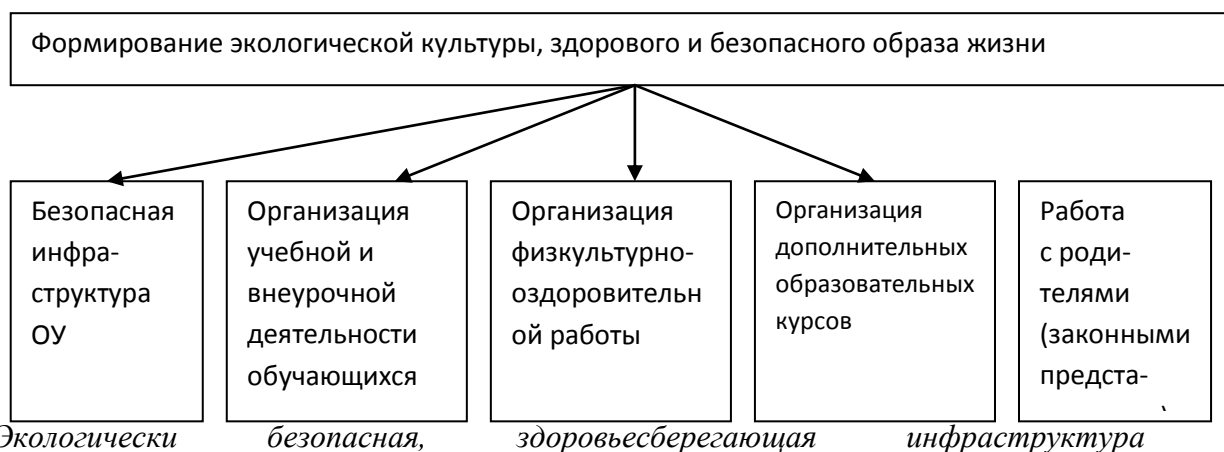 Формирование экологической культуры, здорового и безопасного образа жизни
Безопасная
инфра-
структура
ОУ
Организация
учебной и
внеурочной
деятельности
обучающихся
Организация
физкультурно-
оздоровительн
ой работы
Организация
дополнительных
образовательных
курсов
Работа
с роди-
телями
(законными
предста-
Экологически безопасная, здоровьесберегающая инфраструктура